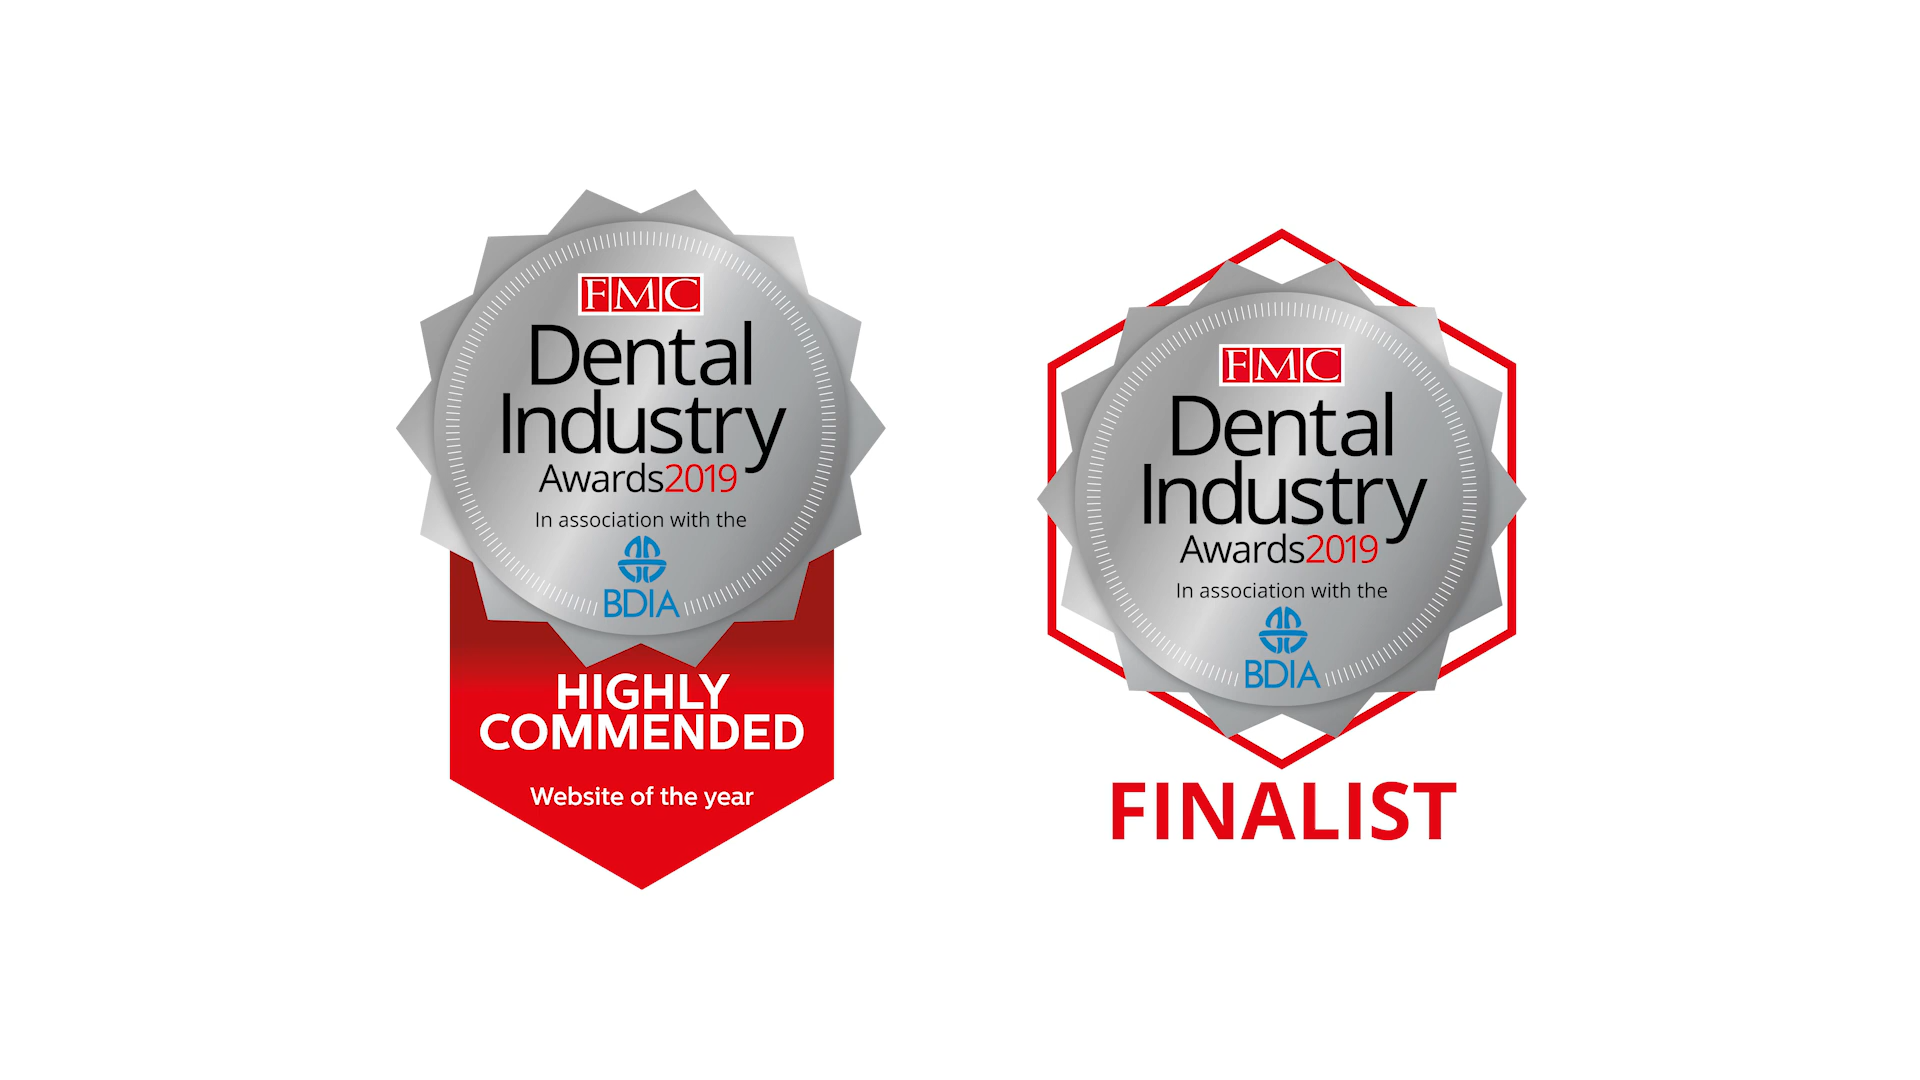 FMC
Dental
Industry
Awards2019
In association with the
BDIA
HIGHLY
COMMENDED
Website of the year
FMC
Dental
Industry
Awards2019
In association with the
BDIA
FINALIST